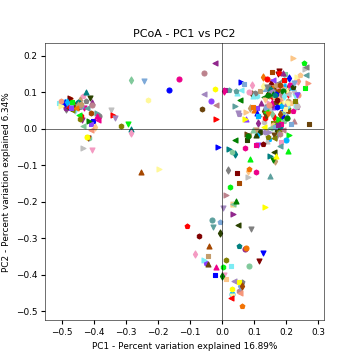 PCoA - PC1 vs PC2
PC2 - Percent variation explained 6.34%
0.2
0.1
0.0
−0.1
−0.2
−0.3
−0.4
−0.5
−0.5 −0.4 −0.3 −0.2 −0.1 0.0 0.1 0.2 0.3
PC1 - Percent variation explained 16.89%